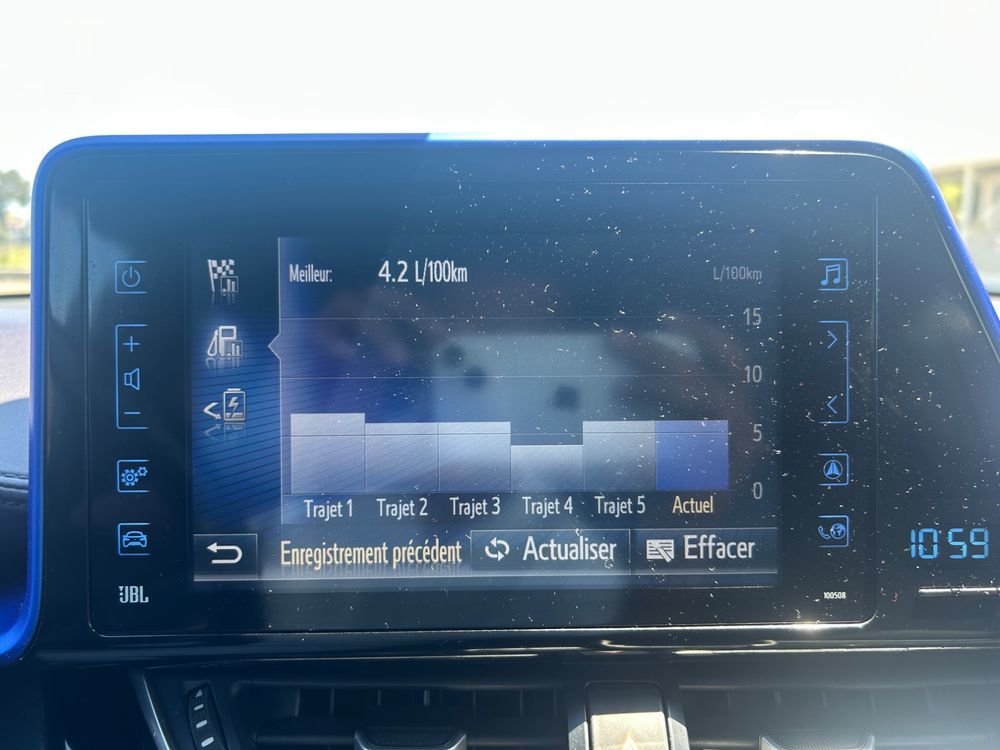 Meilleur: 4.2 L/100km
L/100km
15
10
5
0
Trajet 1 Trajet 2 Trajet 3 Trajet 4 Trajet 5 Actuel
Enregistrement précédent Actualiser Effacer
JBL
100508
10:59